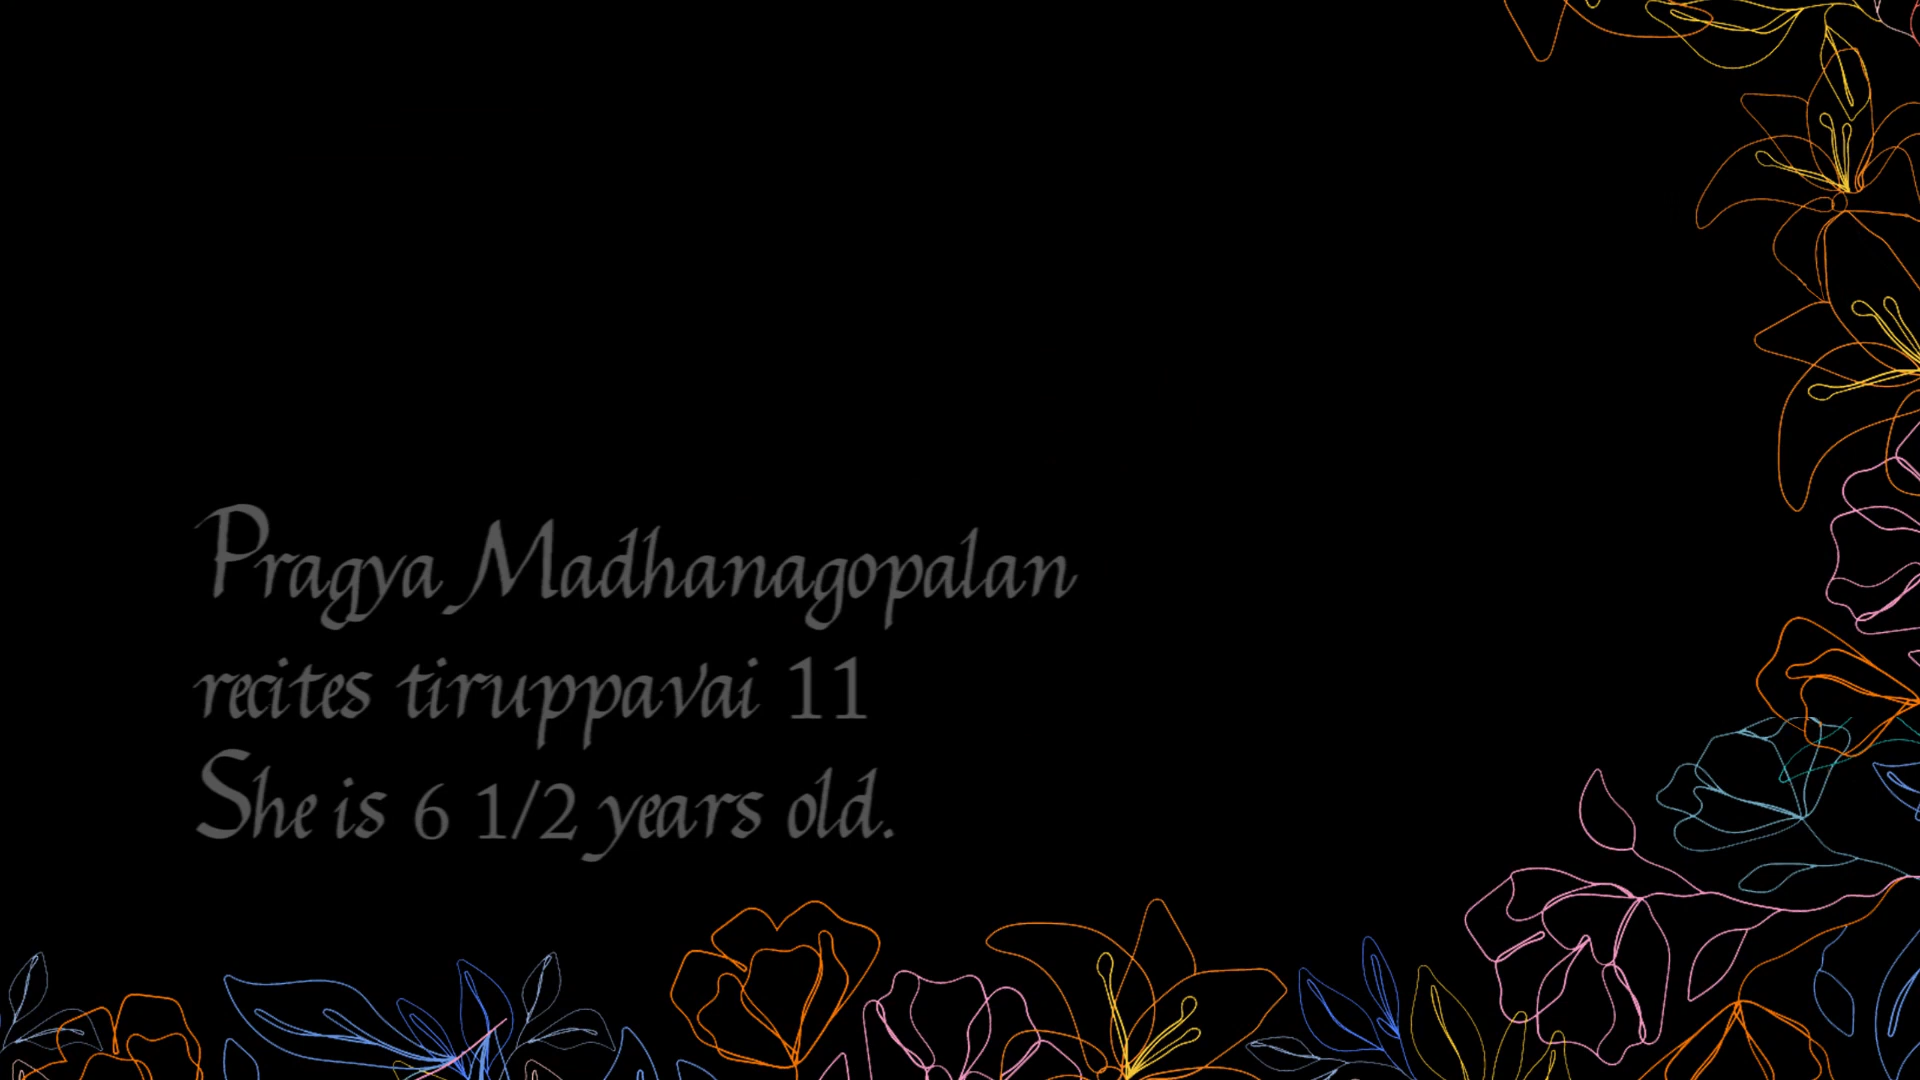 Pragya Madhanagopalan
recites tiruppavai 11
She is 6 1/2 years old.